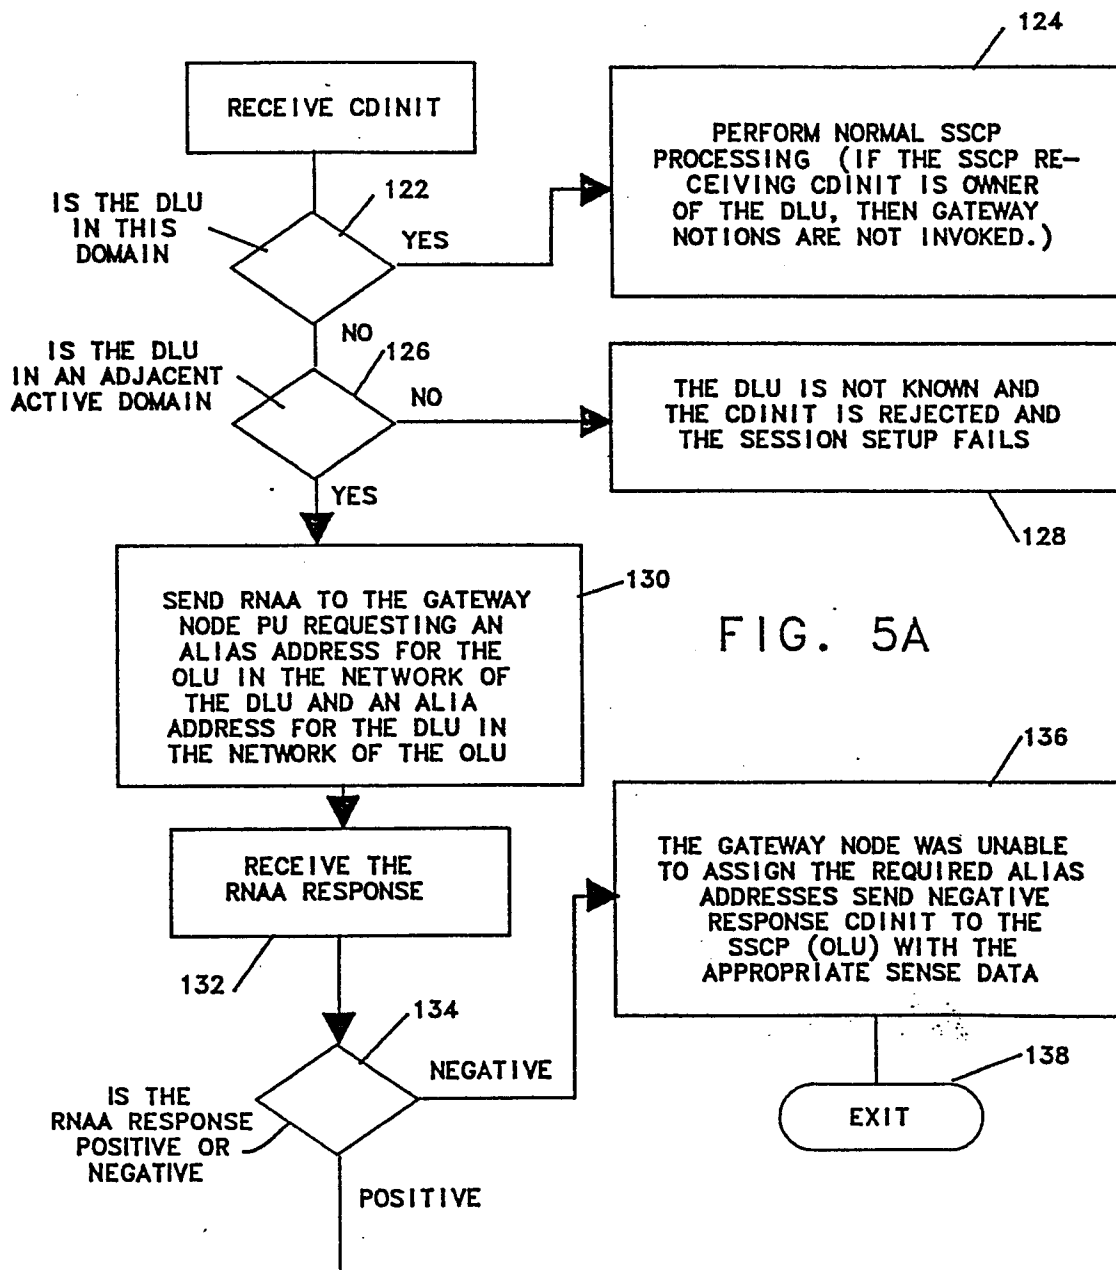 124
RECEIVE CDINIT
PERFORM NORMAL SSCP
PROCESSING (IF THE SSCP RE-
CEIVING CDINIT IS OWNER
OF THE DLU, THEN GATEWAY
NOTIONS ARE NOT INVOKED.)
IS THE DLU
IN THIS
DOMAIN
122
YES
NO
IS THE DLU
IN AN ADJACENT
ACTIVE DOMAIN
126
NO
THE DLU IS NOT KNOWN AND
THE CDINIT IS REJECTED AND
THE SESSION SETUP FAILS
YES
128
130
SEND RNAA TO THE GATEWAY
NODE PU REQUESTING AN
ALIAS ADDRESS FOR THE
OLU IN THE NETWORK OF
THE DLU AND AN ALIA
ADDRESS FOR THE DLU IN
THE NETWORK OF THE OLU
FIG. 5A
136
RECEIVE THE
RNAA RESPONSE
132
THE GATEWAY NODE WAS UNABLE
TO ASSIGN THE REQUIRED ALIAS
ADDRESSES SEND NEGATIVE
RESPONSE CDINIT TO THE
SSCP (OLU) WITH THE
APPROPRIATE SENSE DATA
134
NEGATIVE
IS THE
RNAA RESPONSE
POSITIVE OR
NEGATIVE
138
EXIT
POSITIVE